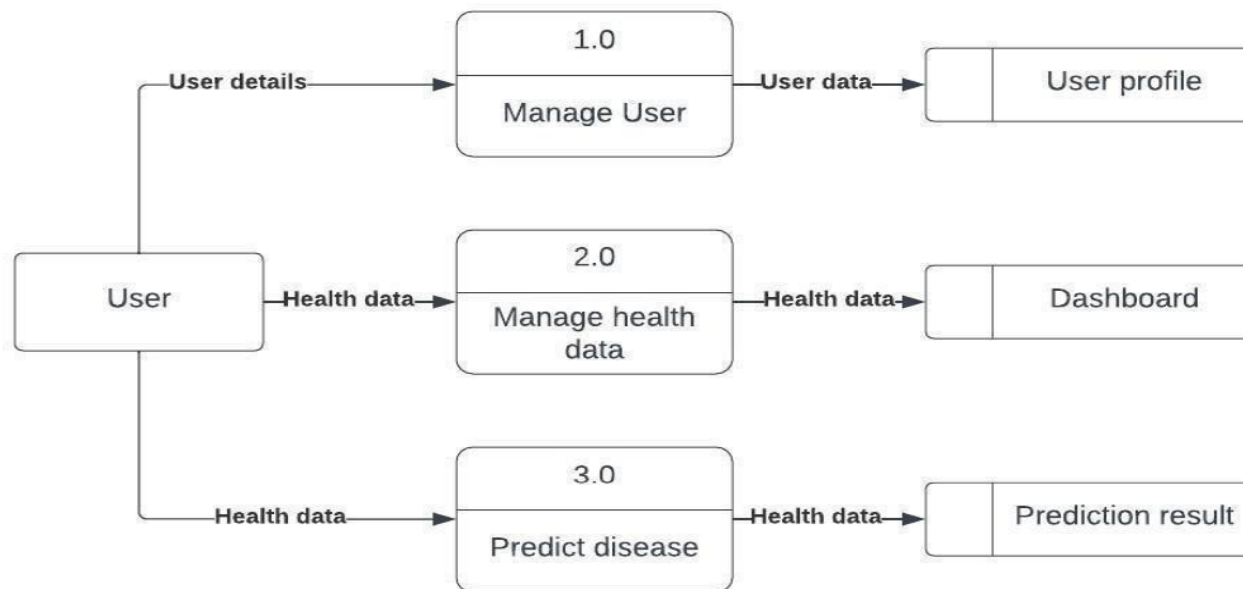 1.0
User details
User data
User profile
Manage User
2.0
User
Health data
Health data
Dashboard
Manage health
data
3.0
Health data
Health data
Prediction result
Predict disease